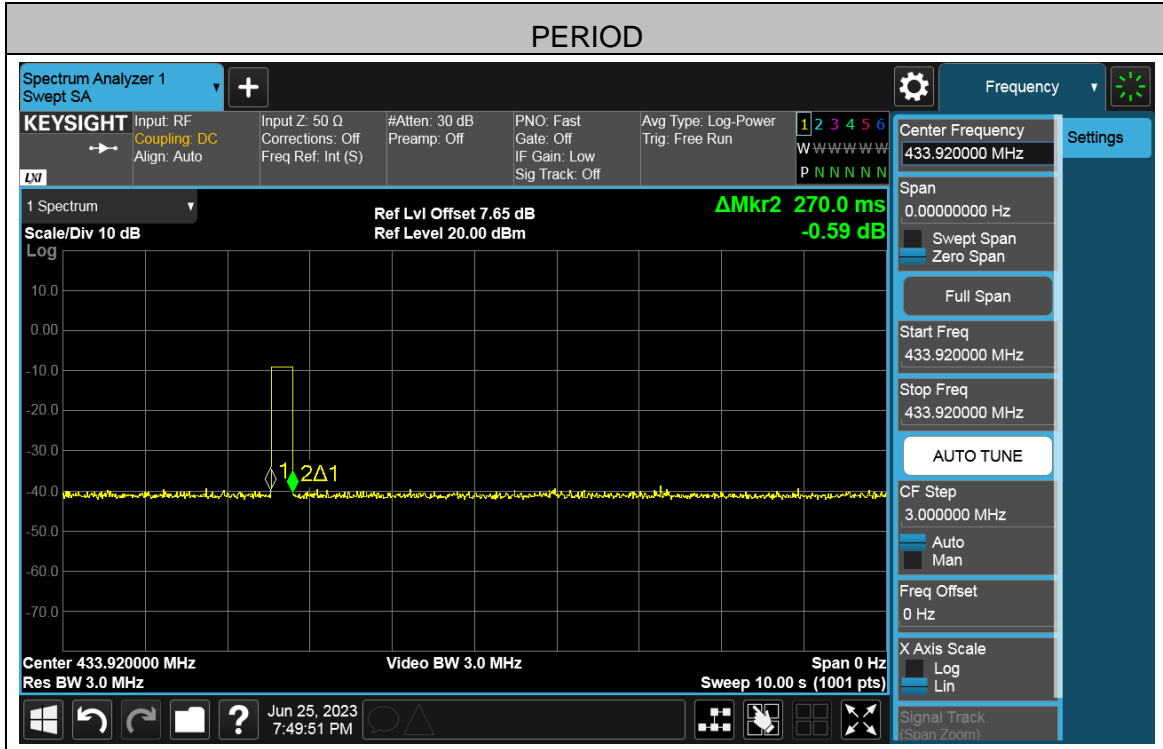 PERIOD
Spectrum Analyzer 1
Swept SA
Frequency
KEYSIGHT
LXI
Input: RF
Coupling: DC
Align: Auto
Input Z: 50 Ω
Corrections: Off
Freq Ref: Int (S)
#Atten: 30 dB
Preamp: Off
PNO: Fast
Gate: Off
IF Gain: Low
Sig Track: Off
Avg Type: Log-Power
Trig: Free Run
1 2 3 4 5 6
W W W W W W
P N N N N N
1 Spectrum
Scale/Div 10 dB
Ref Lvl Offset 7.65 dB
Ref Level 20.00 dBm
ΔMkr2 270.0 ms
-0.59 dB
Log
10.0
0.00
-10.0
-20.0
-30.0
-40.0
-50.0
-60.0
-70.0
1
2Δ1
Center 433.920000 MHz
Res BW 3.0 MHz
Video BW 3.0 MHz
Span 0 Hz
Sweep 10.00 s (1001 pts)
Center Frequency
433.920000 MHz
Settings
Span
0.00000000 Hz
Swept Span
Zero Span
Full Span
Start Freq
433.920000 MHz
Stop Freq
433.920000 MHz
AUTO TUNE
CF Step
3.000000 MHz
Auto
Man
Freq Offset
0 Hz
X Axis Scale
Log
Lin
Signal Track
(Span Zoom)
?
Jun 25, 2023
7:49:51 PM